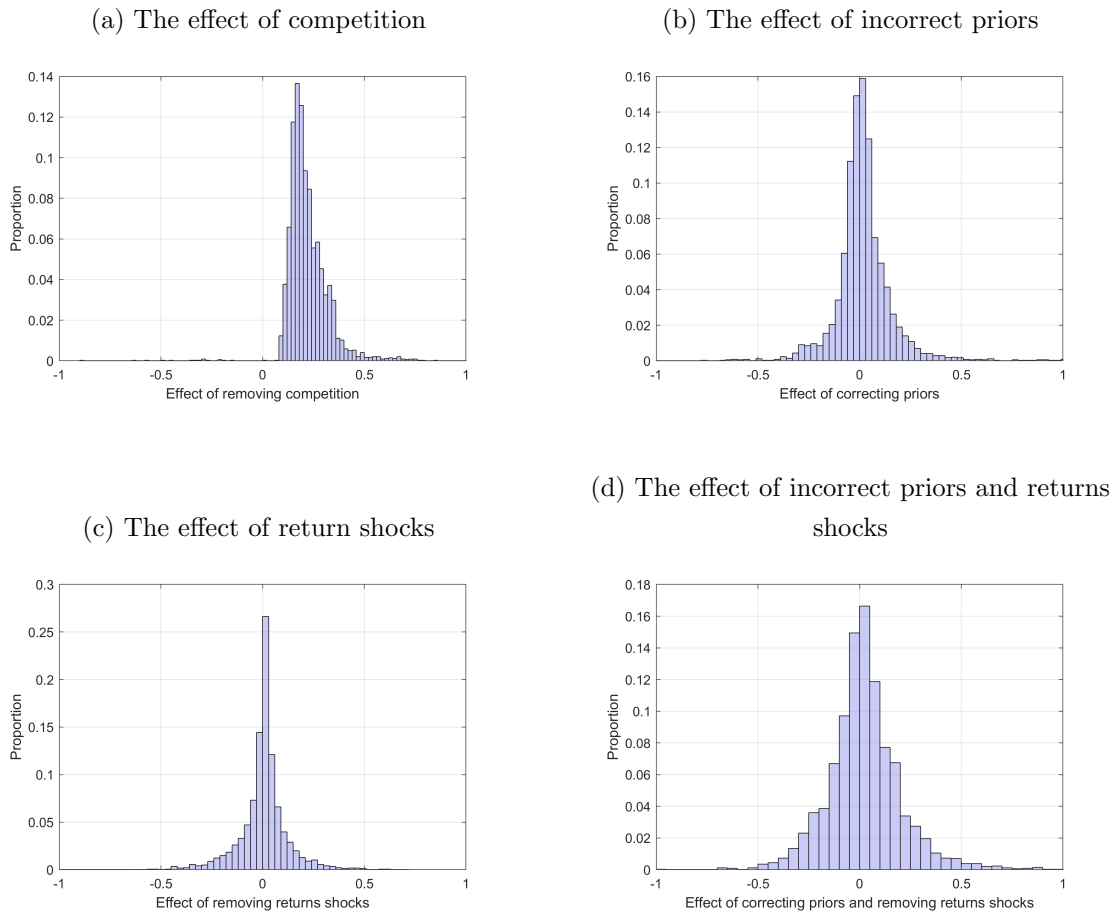 (a) The effect of competition
0.14
0.12
0.1
0.08
0.06
0.04
0.02
0
Proportion
-1 -0.5 0 0.5 1
Effect of removing competition
(b) The effect of incorrect priors
0.16
0.14
0.12
0.1
0.08
0.06
0.04
0.02
0
Proportion
-1 -0.5 0 0.5 1
Effect of correcting priors
(c) The effect of return shocks
0.3
0.25
0.2
0.15
0.1
0.05
0
Proportion
-1 -0.5 0 0.5 1
Effect of removing returns shocks
(d) The effect of incorrect priors and returns
shocks
0.18
0.16
0.14
0.12
0.1
0.08
0.06
0.04
0.02
0
Proportion
-1 -0.5 0 0.5 1
Effect of correcting priors and removing returns shocks